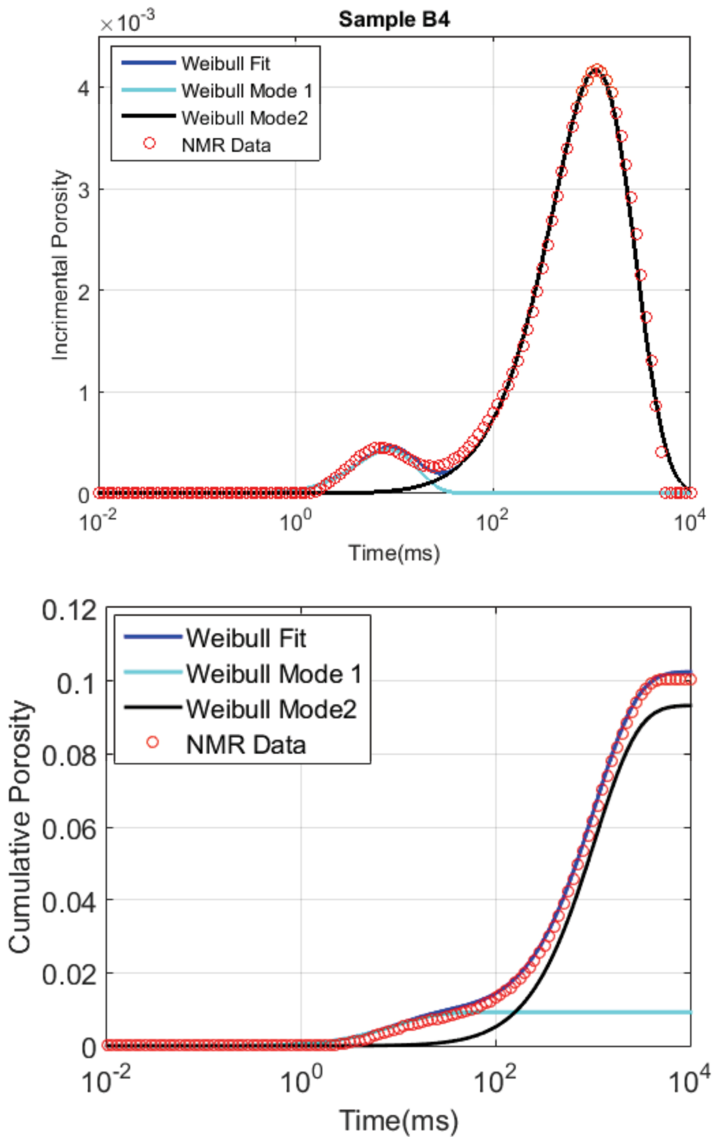 Sample B4
×10⁻³
Weibull Fit
Weibull Mode 1
Weibull Mode2
NMR Data
4
3
2
1
0
Incrimental Porosity
10⁻² 10⁰ 10² 10⁴
Time(ms)
0.12
0.1
0.08
0.06
0.04
0.02
0
Cumulative Porosity
Weibull Fit
Weibull Mode 1
Weibull Mode2
NMR Data
10⁻² 10⁰ 10² 10⁴
Time(ms)